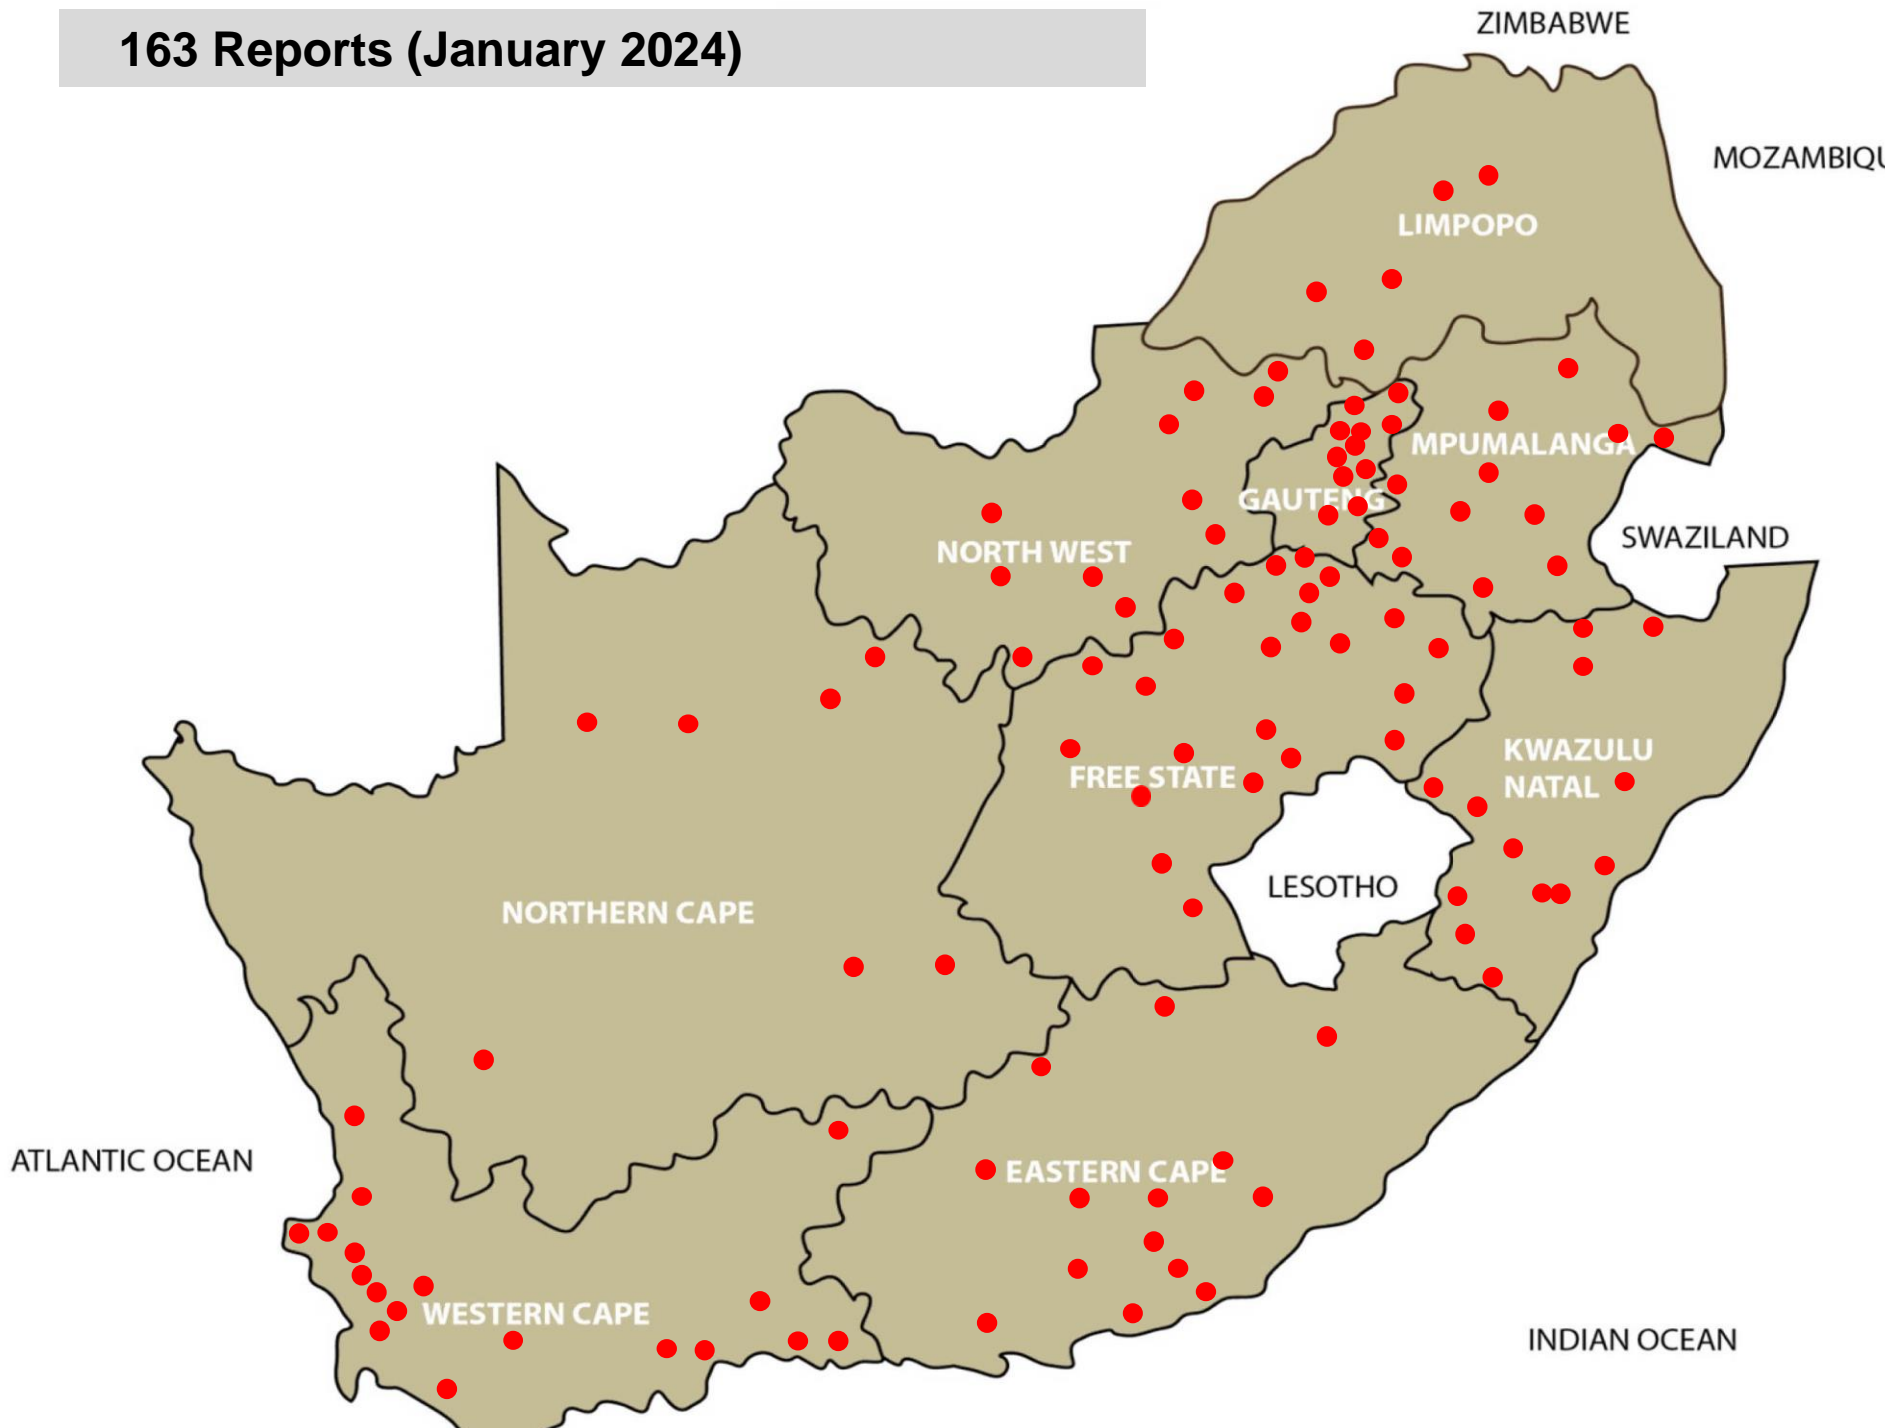 163 Reports (January 2024)
ZIMBABWE
MOZAMBIQU
LIMPOPO
MPUMALANGA
GAUTENG
SWAZILAND
NORTH WEST
KWAZULU
NATAL
FREE STATE
LESOTHO
NORTHERN CAPE
ATLANTIC OCEAN
EASTERN CAPE
WESTERN CAPE
INDIAN OCEAN